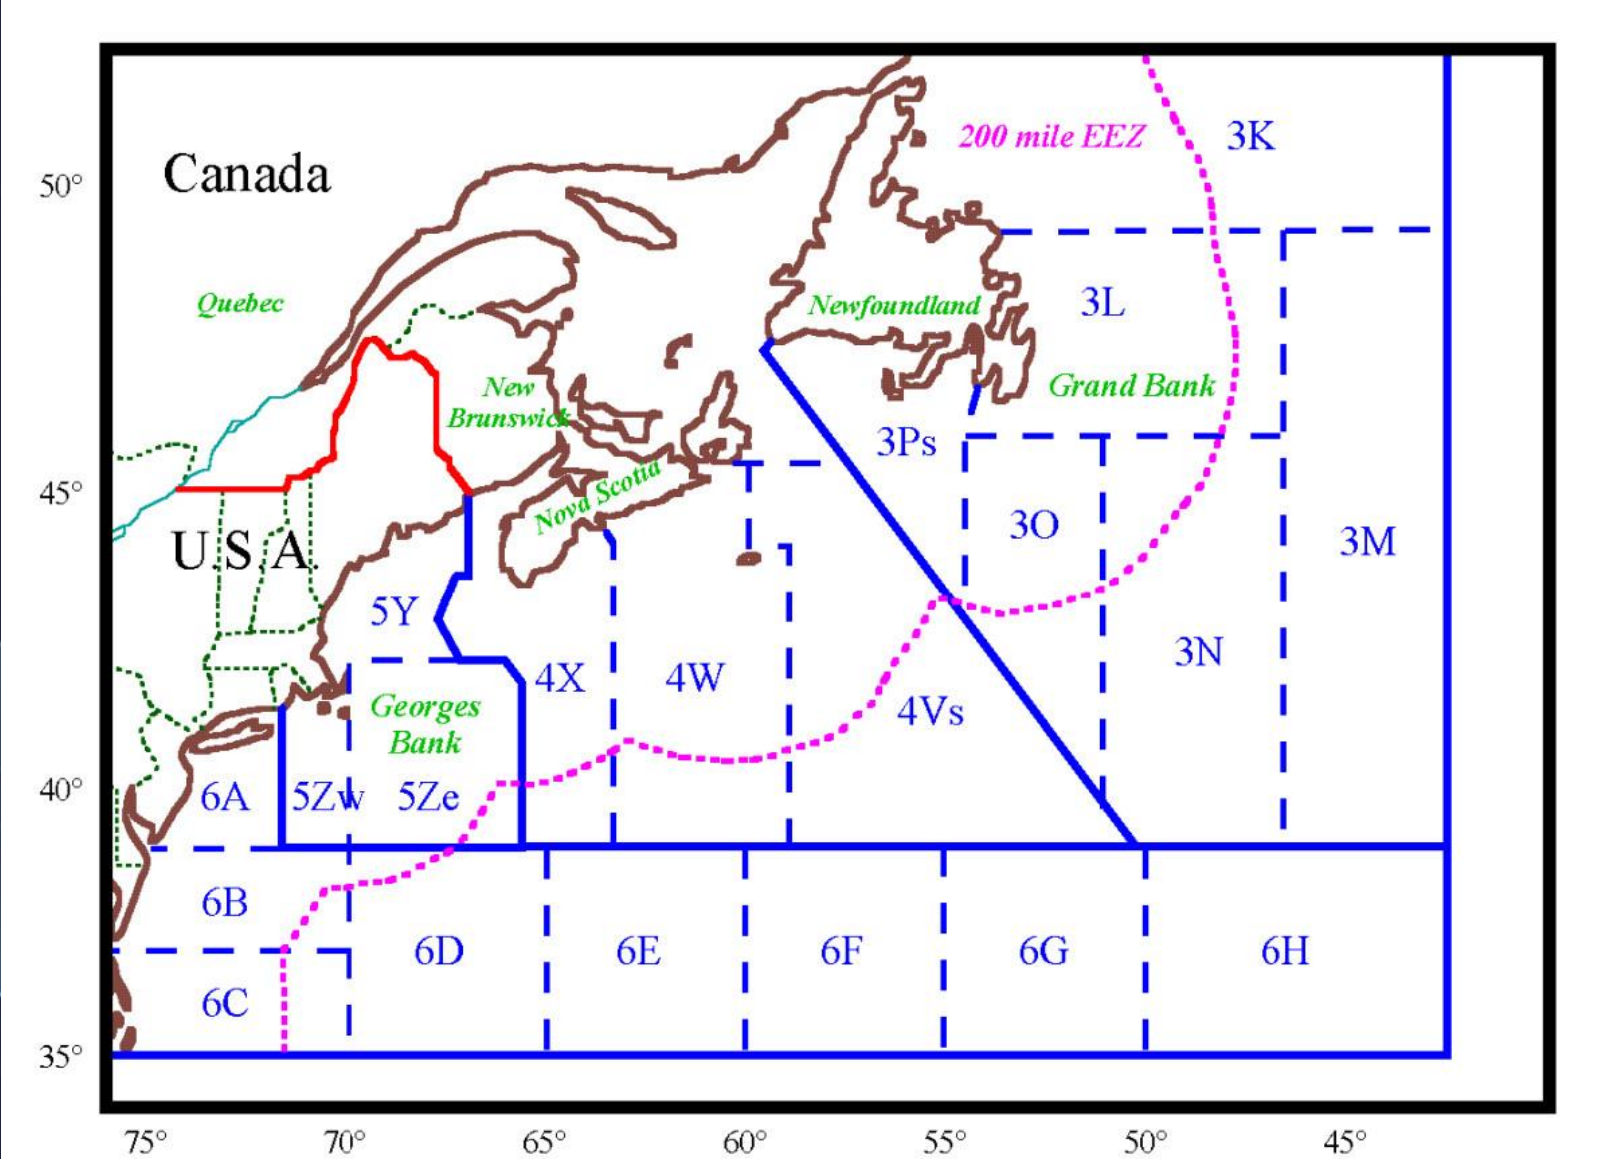 200 mile EEZ
3K
Canada
50°
Quebec
Newfoundland
3L
New
Brunswick
Grand Bank
3Ps
45°
Nova Scotia
3O
3M
U.S.A.
5Y
3N
4X
4W
Georges
Bank
4Vs
40°
6A
5Zw
5Ze
6B
6D
6E
6F
6G
6H
6C
35°
75°
70°
65°
60°
55°
50°
45°